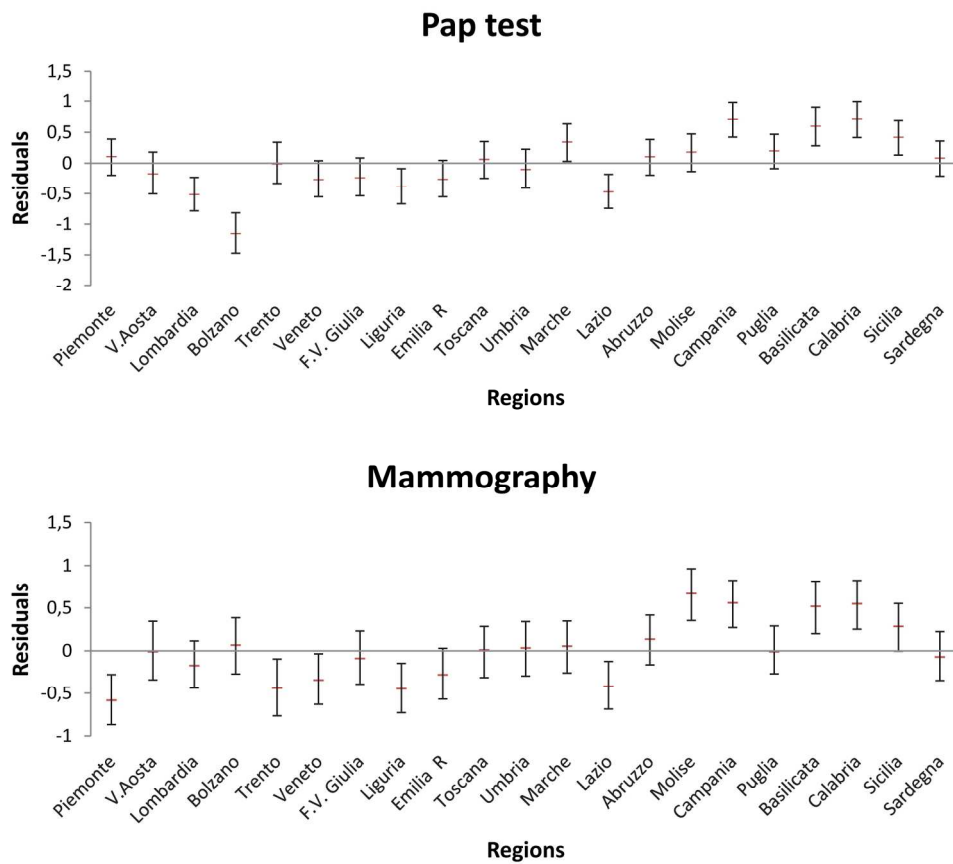 Pap test
1,5
1
0,5
0
-0,5
-1
-1,5
-2
Residuals
Piemonte
V.Aosta
Lombardia
Bolzano
Trento
Veneto
F.V. Giulia
Liguria
Emilia R
Toscana
Umbria
Marche
Lazio
Abruzzo
Molise
Campania
Puglia
Basilicata
Calabria
Sicilia
Sardegna
Regions
Mammography
1,5
1
0,5
0
-0,5
-1
Residuals
Piemonte
V.Aosta
Lombardia
Bolzano
Trento
Veneto
F.V. Giulia
Liguria
Emilia R
Toscana
Umbria
Marche
Lazio
Abruzzo
Molise
Campania
Puglia
Basilicata
Calabria
Sicilia
Sardegna
Regions